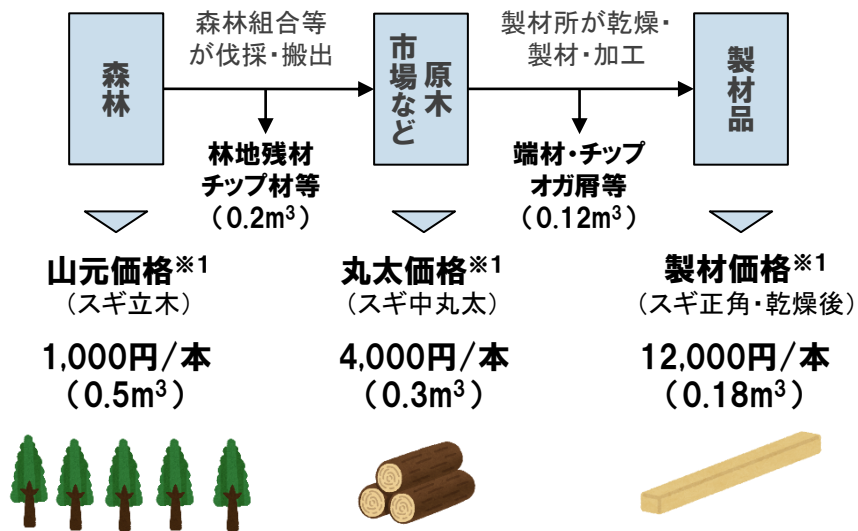 森林
森林組合等
が伐採・搬出
原木
市場など
製材所が乾燥・
製材・加工
製材品
林地残材
チップ材等
（0.2m³）
端材・チップ
オガ屑等
（0.12m³）
山元価格※1
（スギ立木）
1,000円/本
（0.5m³）
丸太価格※1
（スギ中丸太）
4,000円/本
（0.3m³）
製材価格※1
（スギ正角・乾燥後）
12,000円/本
（0.18m³）